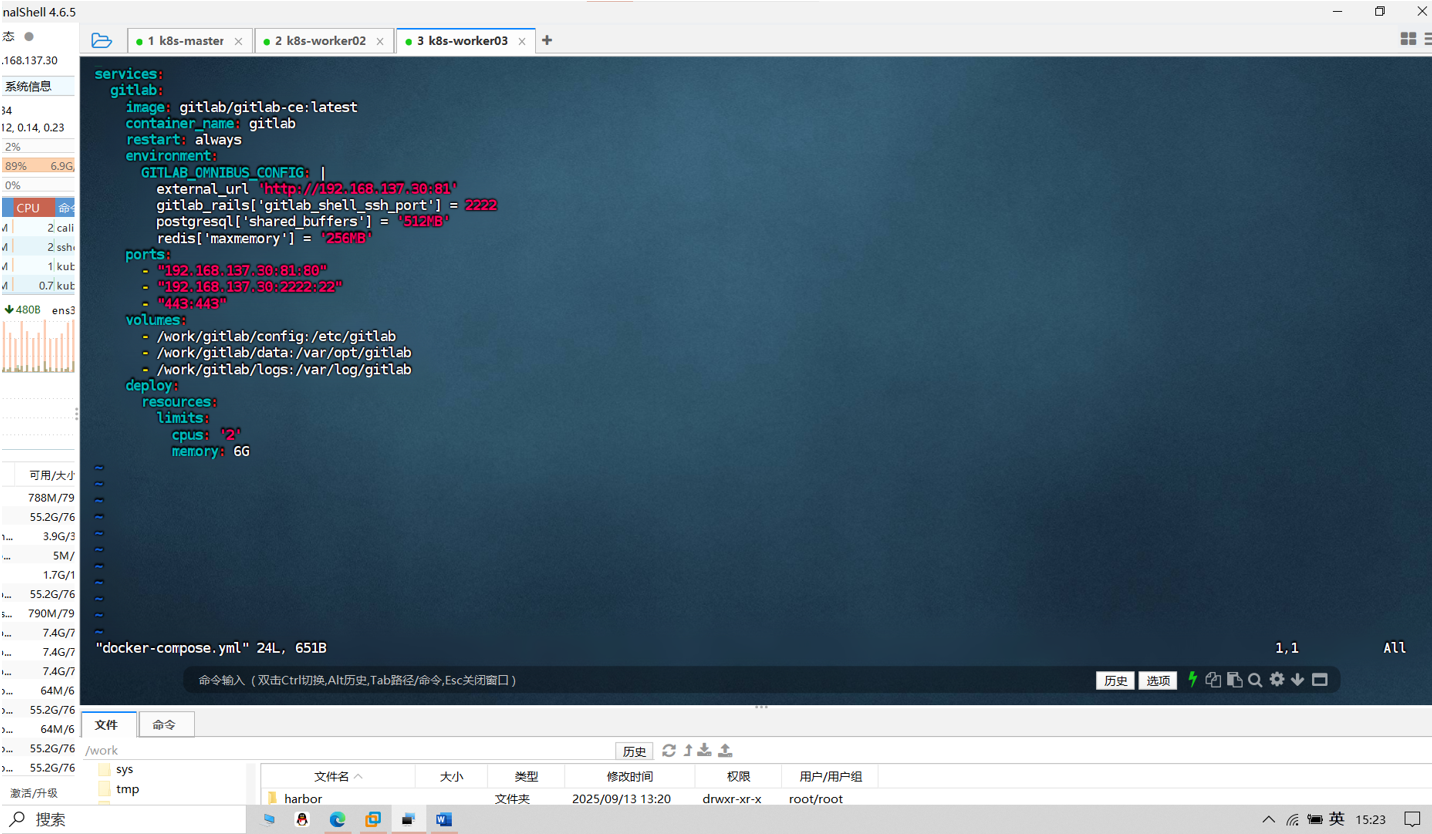 nalShell 4.6.5
态
1 k8s-master
2 k8s-worker02
3 k8s-worker03
.168.137.30
系统信息
34
12, 0.14, 0.23
2%
89% 6.9G
0%
CPU 命令
M 2 cali
M 2 ssh
M 1 kub
M 0.7 kub
480B ens3
可用/大小
788M/79
55.2G/76
3.9G/3
5M/
1.7G/1
55.2G/76
790M/79
7.4G/7
7.4G/7
7.4G/7
64M/6
55.2G/76
64M/6
55.2G/76
55.2G/76
激活/升级
services:
gitlab:
image: gitlab/gitlab-ce:latest
container_name: gitlab
restart: always
environment:
GITLAB_OMNIBUS_CONFIG: |
external_url 'http://192.168.137.30:81'
gitlab_rails['gitlab_shell_ssh_port'] = 2222
postgresql['shared_buffers'] = '512MB'
redis['maxmemory'] = '256MB'
ports:
- "192.168.137.30:81:80"
- "192.168.137.30:2222:22"
- "443:443"
volumes:
- /work/gitlab/config:/etc/gitlab
- /work/gitlab/data:/var/opt/gitlab
- /work/gitlab/logs:/var/log/gitlab
deploy:
resources:
limits:
cpus: '2'
memory: 6G
~
~
~
~
~
~
~
~
~
~
~
"docker-compose.yml" 24L, 651B 1,1 All
命令输入（双击Ctrl切换,Alt历史,Tab路径/命令,Esc关闭窗口）
历史 选项
文件 命令
/work 历史
sys
tmp
文件名 大小 类型 修改时间 权限 用户/用户组
harbor 文件夹 2025/09/13 13:20 drwxr-xr-x root/root
搜索
英 15:23